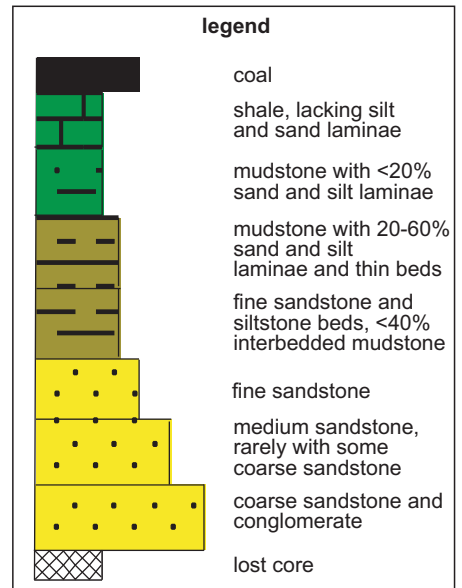 legend
coal
shale, lacking silt
and sand laminae
mudstone with <20%
sand and silt laminae
mudstone with 20-60%
sand and silt
laminae and thin beds
fine sandstone and
siltstone beds, <40%
interbedded mudstone
fine sandstone
medium sandstone,
rarely with some
coarse sandstone
coarse sandstone and
conglomerate
lost core